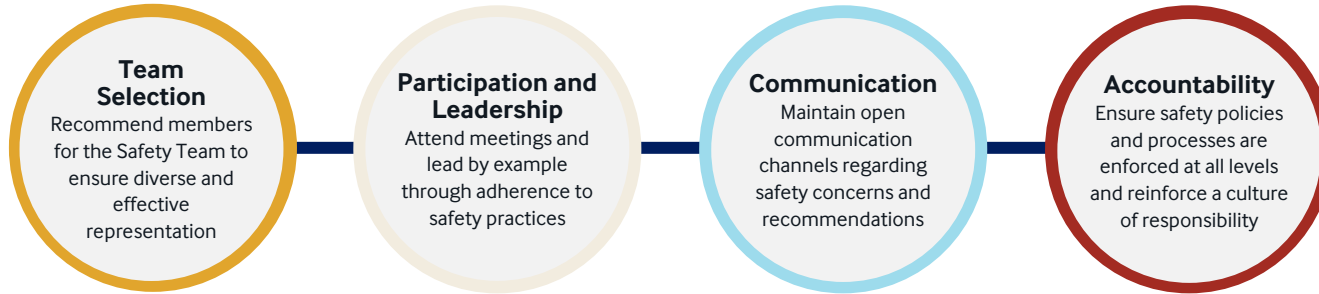 Team
Selection
Recommend members
for the Safety Team to
ensure diverse and
effective
representation
Participation and
Leadership
Attend meetings and
lead by example
through adherence to
safety practices
Communication
Maintain open
communication
channels regarding
safety concerns and
recommendations
Accountability
Ensure safety policies
and processes are
enforced at all levels
and reinforce a culture
of responsibility